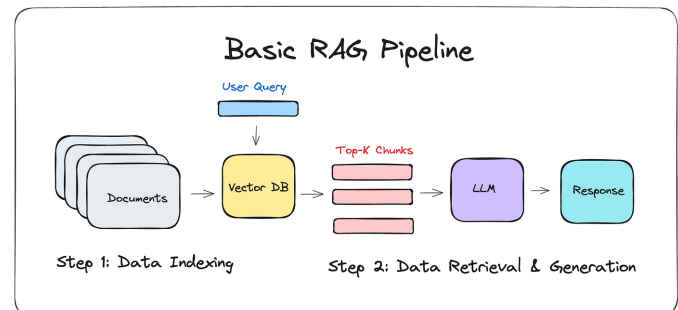 Basic RAG Pipeline
User Query
Top-K Chunks
Documents
Vector DB
LLM
Response
Step 1: Data Indexing
Step 2: Data Retrieval & Generation